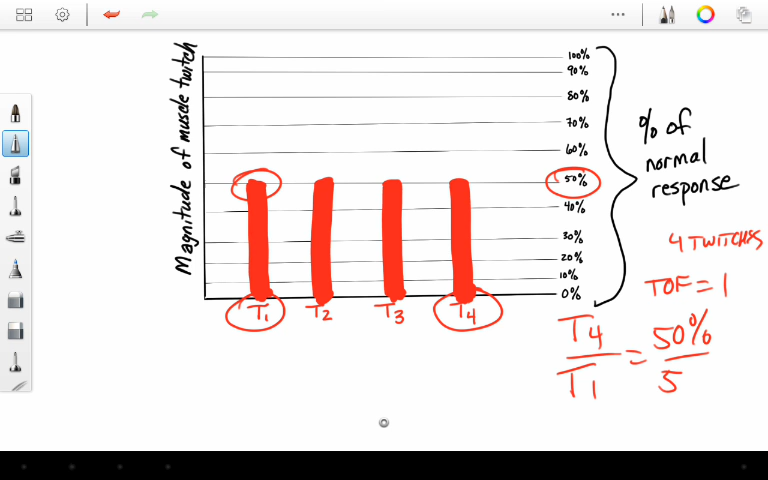 Magnitude of muscle twitch
100%
90%
80%
70%
60%
50%
40%
30%
20%
10%
0%
T1 T2 T3 T4
% of
normal
response
4 TWITCHES
TOF = 1
T4 / T1 = 50% / 5